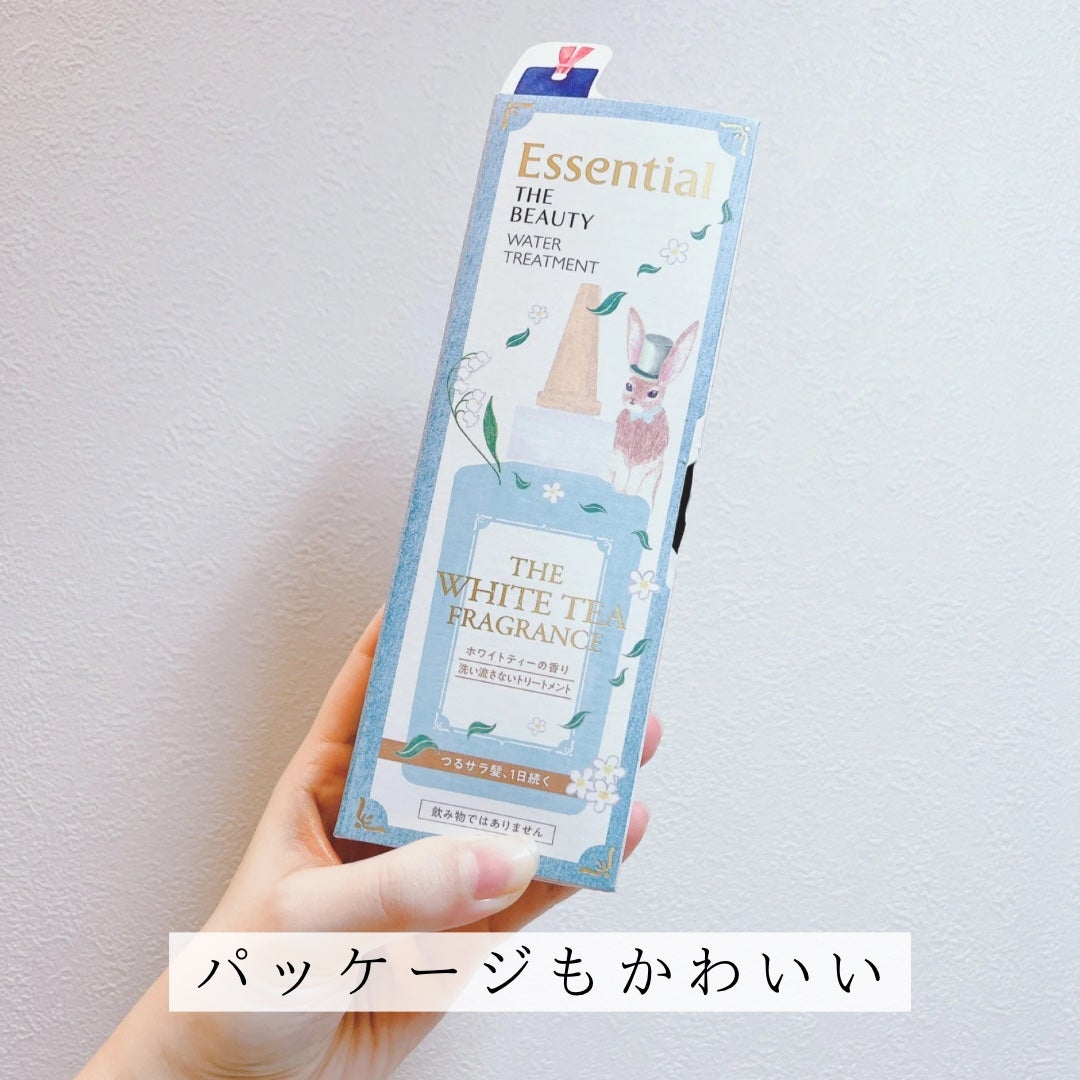 Essential
THE
BEAUTY
WATER
TREATMENT
THE
WHITE TEA
FRAGRANCE
ホワイトティーの香り
洗い流さないトリートメント
つるサラ髪、1日続く
飲み物ではありません
パッケージもかわいい